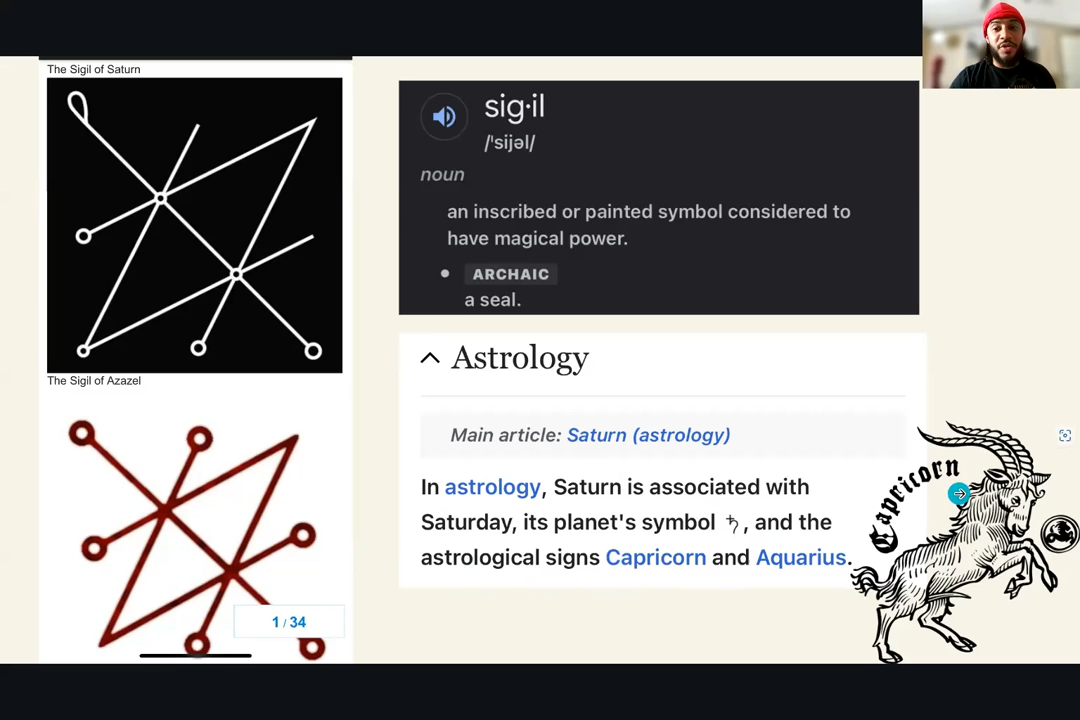 The Sigil of Saturn
The Sigil of Azazel
1 / 34
sig·il
/ˈsijəl/
noun
an inscribed or painted symbol considered to
have magical power.
• ARCHAIC
a seal.
Astrology
Main article: Saturn (astrology)
In astrology, Saturn is associated with
Saturday, its planet's symbol ♄, and the
astrological signs Capricorn and Aquarius.
Capricorn